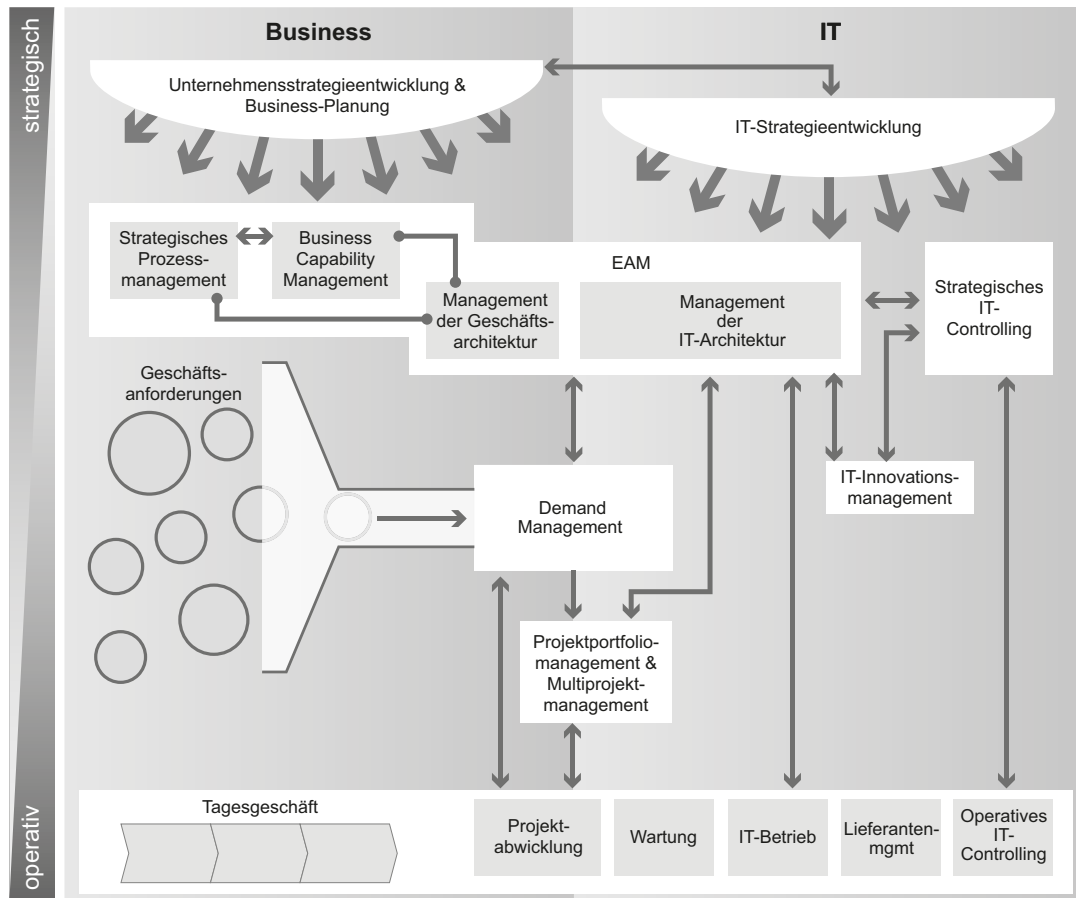 strategisch
Business
IT
Unternehmensstrategieentwicklung &
Business-Planung
IT-Strategieentwicklung
Strategisches
Prozess-
management
Business
Capability
Management
EAM
Management
der Geschäfts-
architektur
Management
der
IT-Architektur
Strategisches
IT-
Controlling
Geschäfts-
anforderungen
IT-Innovations-
management
Demand
Management
Projektportfolio-
management &
Multiprojekt-
management
Tagesgeschäft
Projekt-
abwicklung
Wartung
IT-Betrieb
Lieferanten-
mgmt
Operatives
IT-
Controlling
operativ